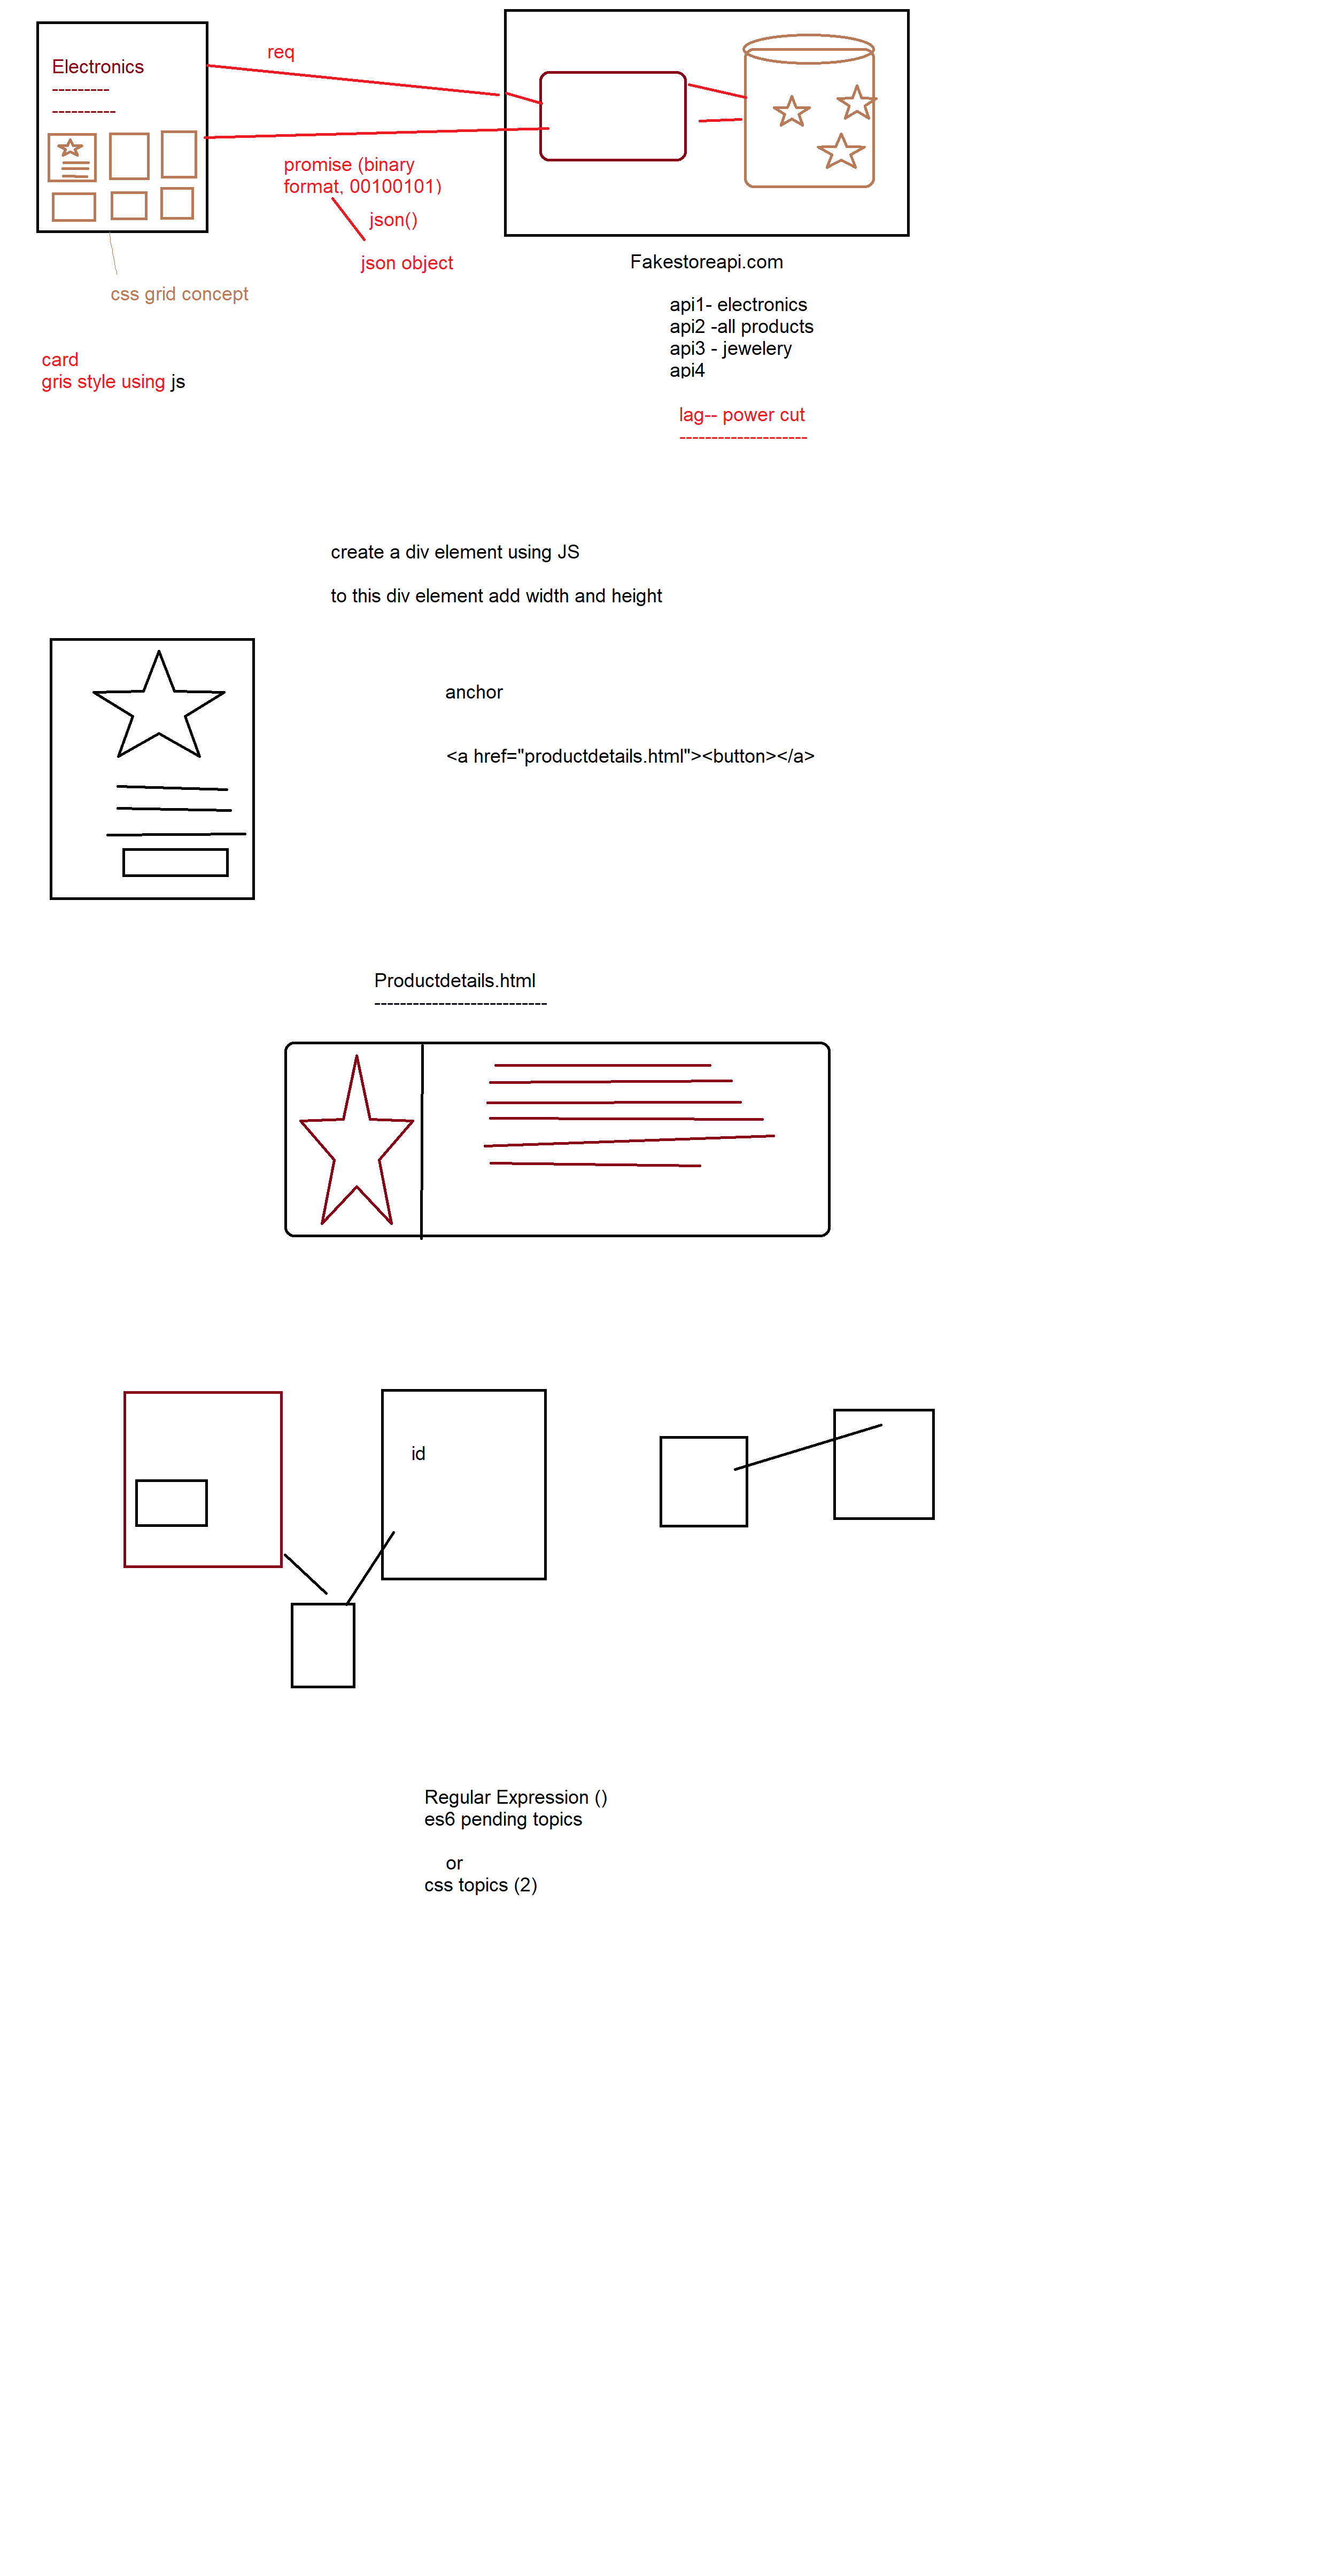 req
Electronics
---------
----------
promise (binary
format, 00100101)
json()
json object
css grid concept
Fakestoreapi.com
api1- electronics
api2 -all products
api3 - jewelery
api4
card
gris style using js
lag-- power cut
--------------------
create a div element using JS
to this div element add width and height
anchor
<a href="productdetails.html"><button></a>
Productdetails.html
---------------------------
id
Regular Expression ()
es6 pending topics
or
css topics (2)